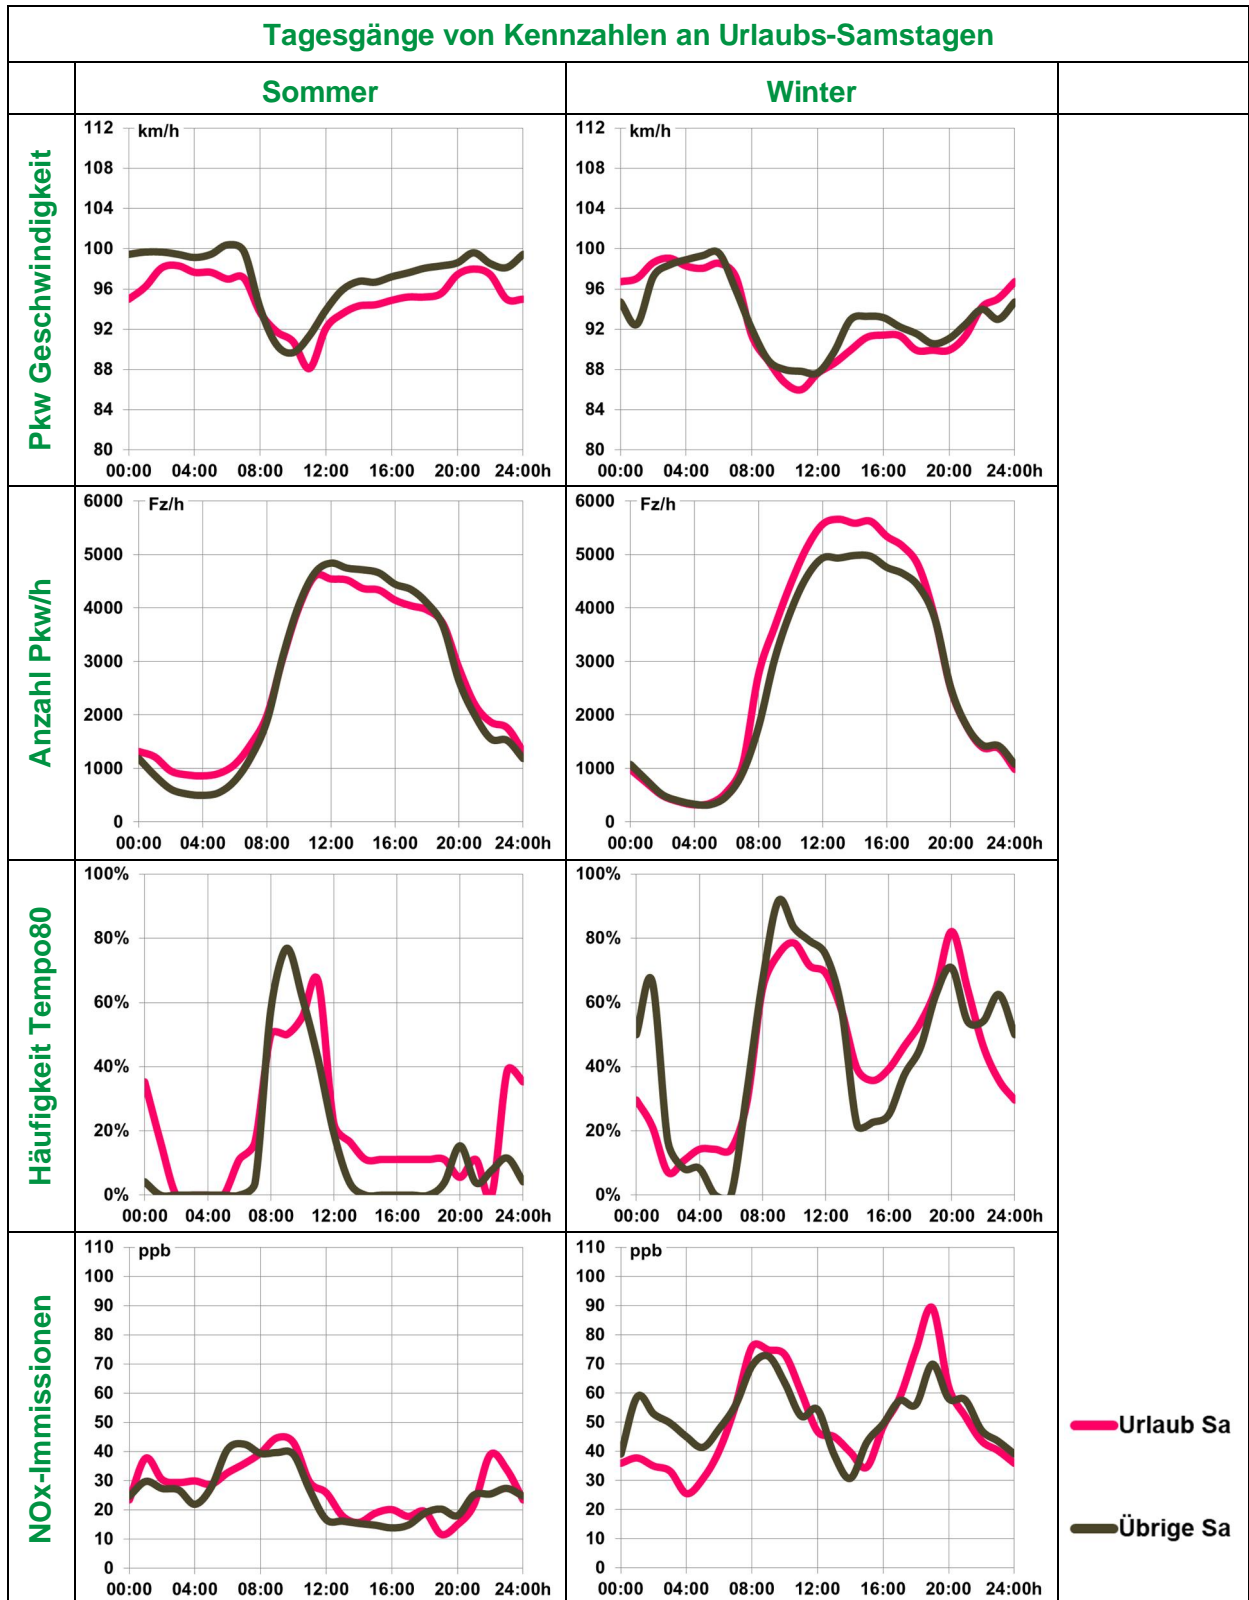 Tagesgänge von Kennzahlen an Urlaubs-Samstagen
Sommer
Winter
Pkw Geschwindigkeit
km/h
112
108
104
100
96
92
88
84
80
00:00 04:00 08:00 12:00 16:00 20:00 24:00h
km/h
112
108
104
100
96
92
88
84
80
00:00 04:00 08:00 12:00 16:00 20:00 24:00h
Anzahl Pkw/h
Fz/h
6000
5000
4000
3000
2000
1000
0
00:00 04:00 08:00 12:00 16:00 20:00 24:00h
Fz/h
6000
5000
4000
3000
2000
1000
0
00:00 04:00 08:00 12:00 16:00 20:00 24:00h
Häufigkeit Tempo80
100%
80%
60%
40%
20%
0%
00:00 04:00 08:00 12:00 16:00 20:00 24:00h
100%
80%
60%
40%
20%
0%
00:00 04:00 08:00 12:00 16:00 20:00 24:00h
NOx-Immissionen
ppb
110
100
90
80
70
60
50
40
30
20
10
0
00:00 04:00 08:00 12:00 16:00 20:00 24:00h
ppb
110
100
90
80
70
60
50
40
30
20
10
0
00:00 04:00 08:00 12:00 16:00 20:00 24:00h
Urlaub Sa
Übrige Sa